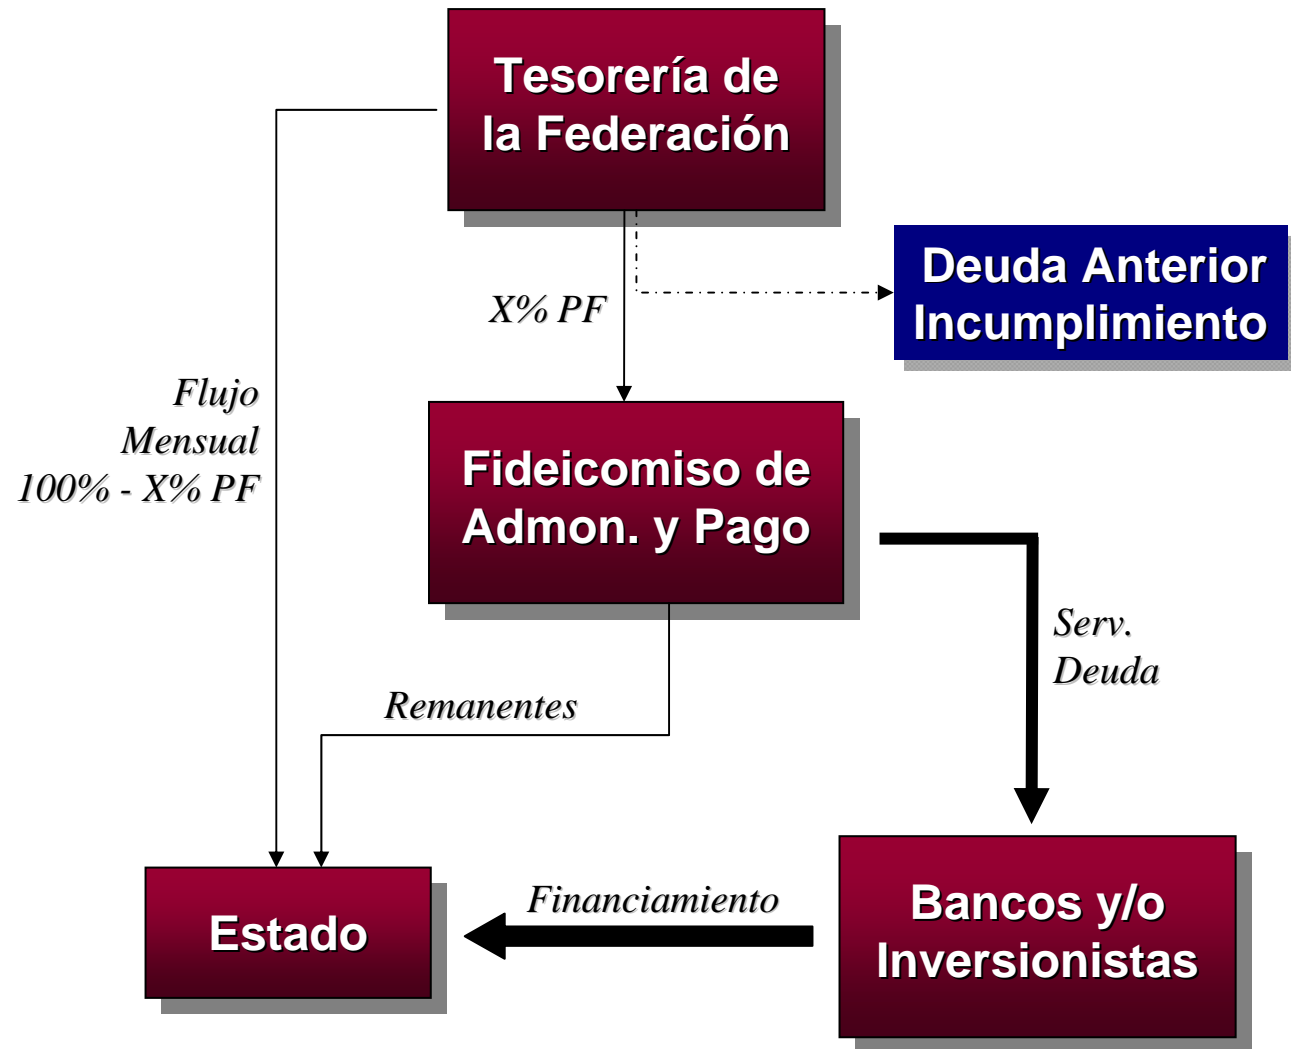 Tesorería de
la Federación
Deuda Anterior
Incumplimiento
X% PF
Flujo
Mensual
100% - X% PF
Fideicomiso de
Admon. y Pago
Serv.
Deuda
Remanentes
Financiamiento
Estado
Bancos y/o
Inversionistas